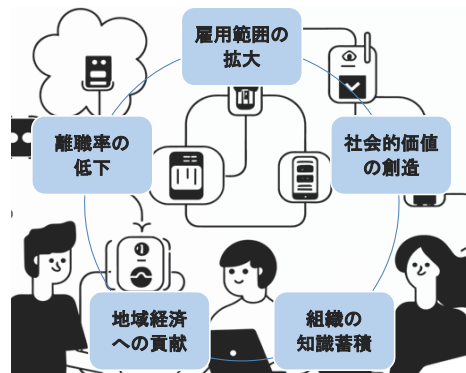 雇用範囲の
拡大
離職率の
低下
社会的価値
の創造
地域経済
への貢献
組織の
知識蓄積